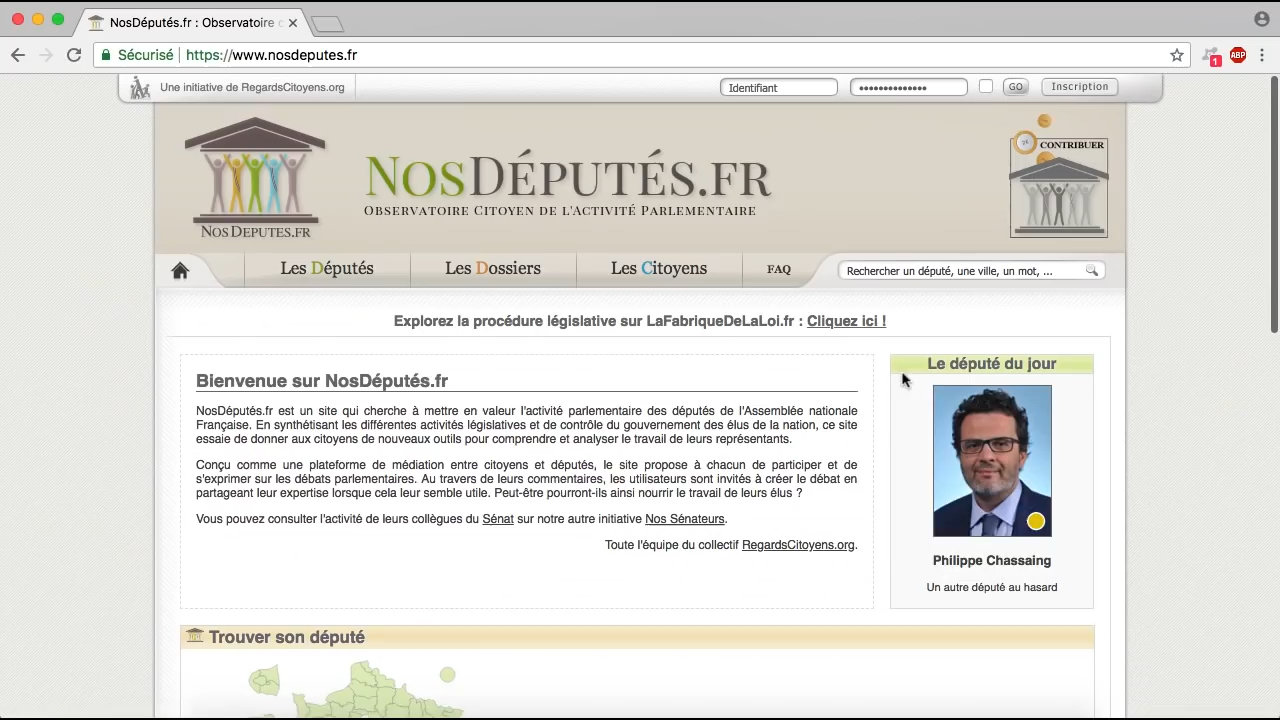 NosDéputés.fr : Observatoire
Sécurisé
https://www.nosdeputes.fr
1
ABP
Une initiative de RegardsCitoyens.org
Identifiant
••••••••••••••
GO
Inscription
NosDeputes.fr
NosDéputés.fr
Observatoire Citoyen de l'Activité Parlementaire
CONTRIBUER
Les Députés
Les Dossiers
Les Citoyens
FAQ
Rechercher un député, une ville, un mot, ...
Explorez la procédure législative sur LaFabriqueDeLaLoi.fr : Cliquez ici !
Bienvenue sur NosDéputés.fr
NosDéputés.fr est un site qui cherche à mettre en valeur l'activité parlementaire des députés de l'Assemblée nationale
Française. En synthétisant les différentes activités législatives et de contrôle du gouvernement des élus de la nation, ce site
essaie de donner aux citoyens de nouveaux outils pour comprendre et analyser le travail de leurs représentants.
Conçu comme une plateforme de médiation entre citoyens et députés, le site propose à chacun de participer et de
s'exprimer sur les débats parlementaires. Au travers de leurs commentaires, les utilisateurs sont invités à créer le débat en
partageant leur expertise lorsque cela leur semble utile. Peut-être pourront-ils ainsi nourrir le travail de leurs élus ?
Vous pouvez consulter l'activité de leurs collègues du Sénat sur notre autre initiative Nos Sénateurs.
Toute l'équipe du collectif RegardsCitoyens.org.
Le député du jour
Philippe Chassaing
Un autre député au hasard
Trouver son député